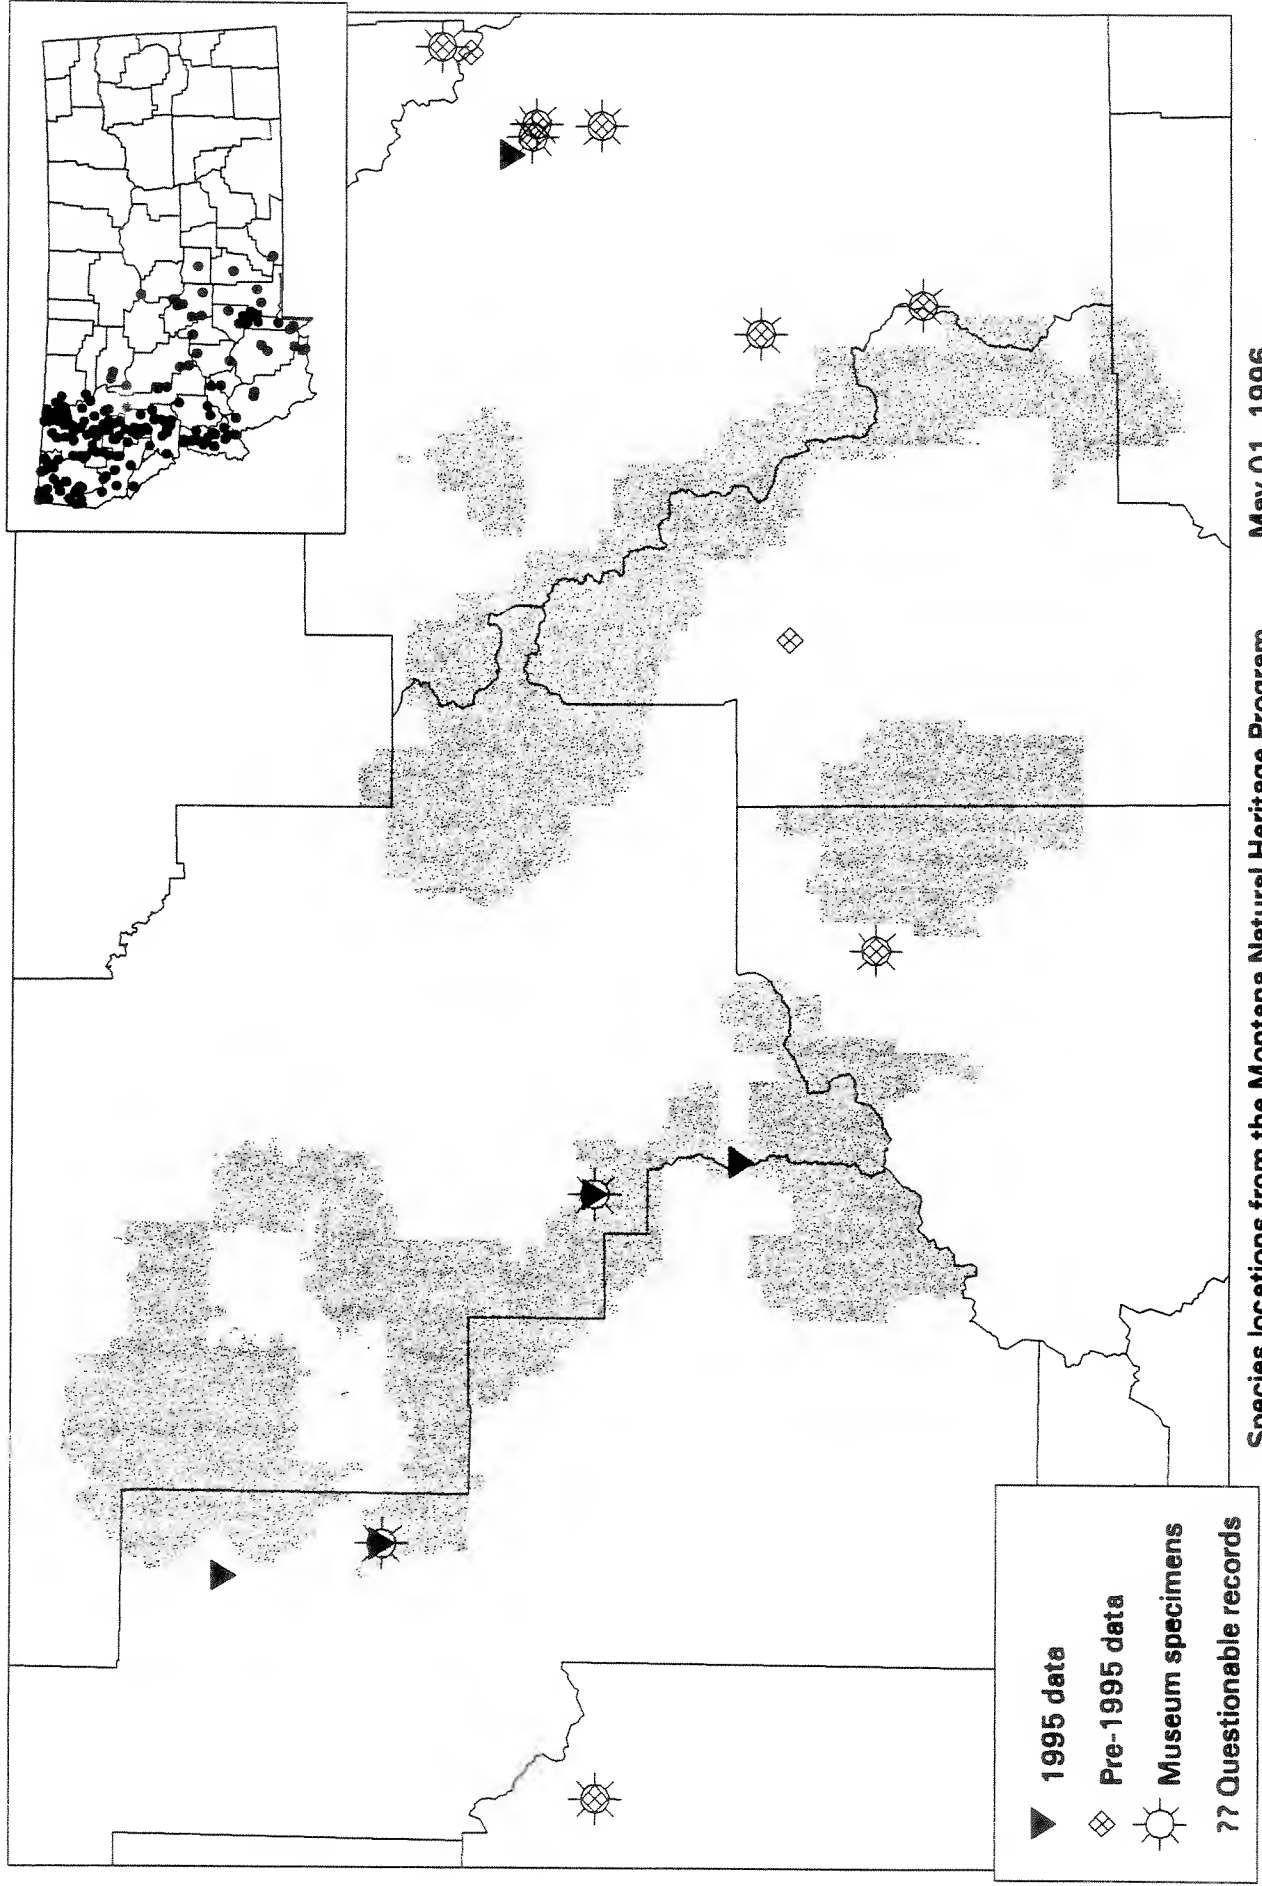 1995 data
Pre-1995 data
Museum specimens
?? Questionable records
Species locations from the Montana Natural Heritage Program
May 01, 1996